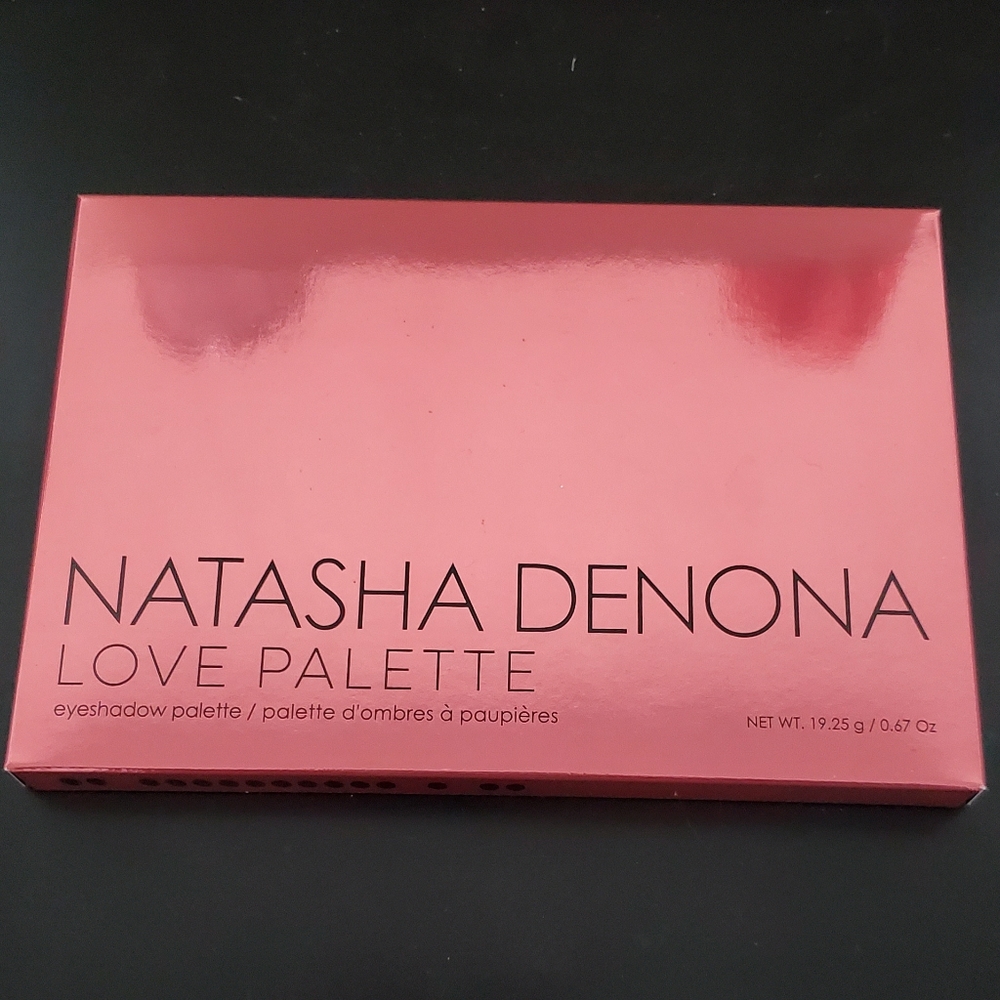 NATASHA DENONA
LOVE PALETTE
eyeshadow palette / palette d'ombres à paupières
NET WT. 19.25 g / 0.67 Oz